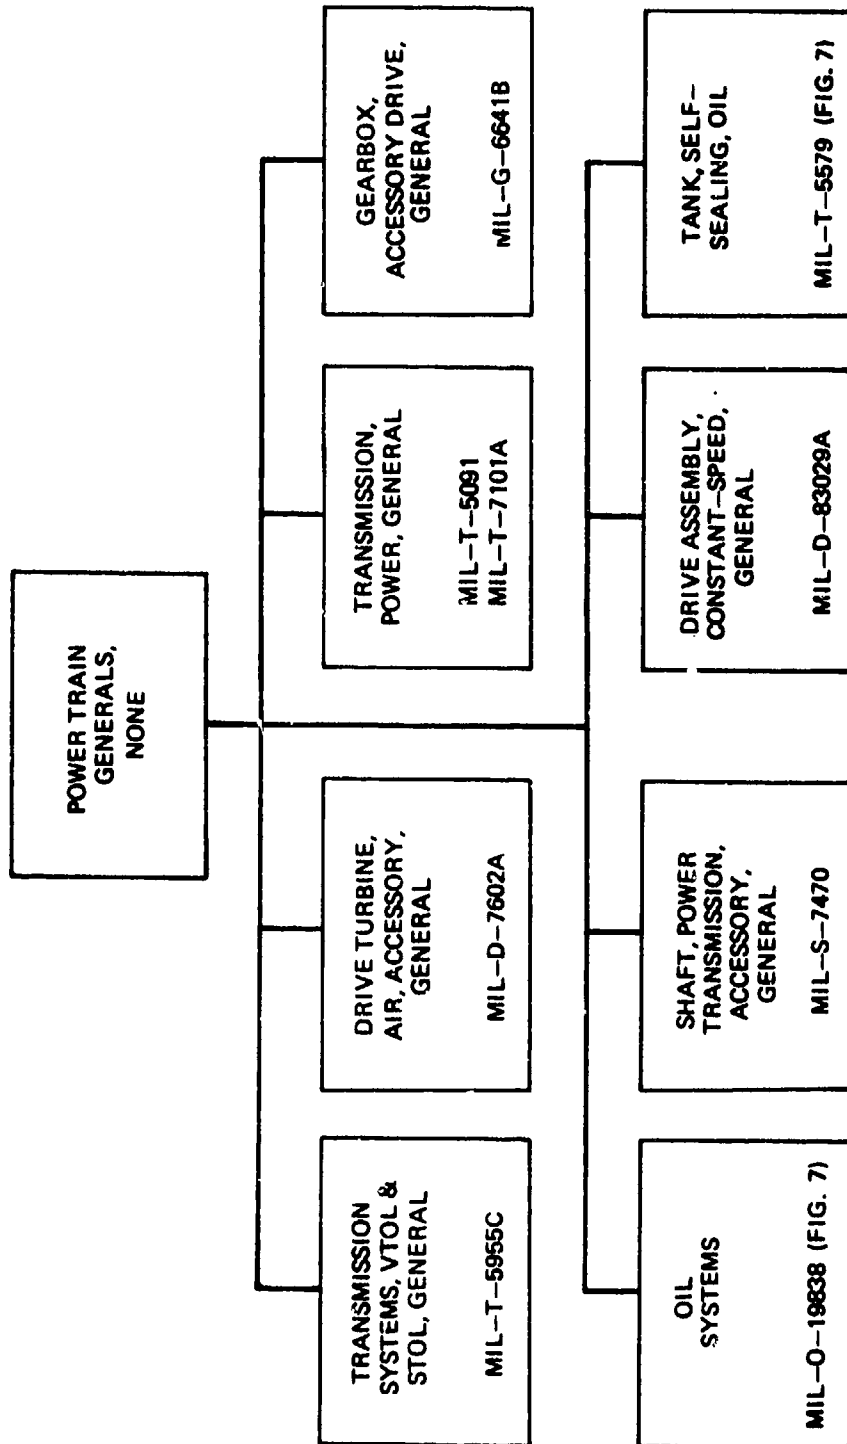 POWER TRAIN
GENERALS,
NONE
TRANSMISSION
SYSTEMS, VTOL &
STOL, GENERAL
MIL-T-5955C
DRIVE TURBINE,
AIR, ACCESSORY,
GENERAL
MIL-D-7602A
TRANSMISSION,
POWER, GENERAL
MIL-T-5091
MIL-T-7101A
GEARBOX,
ACCESSORY DRIVE,
GENERAL
MIL-G-6641B
OIL
SYSTEMS
MIL-O-19838 (FIG. 7)
SHAFT, POWER
TRANSMISSION,
ACCESSORY,
GENERAL
MIL-S-7470
DRIVE ASSEMBLY,
CONSTANT-SPEED,
GENERAL
MIL-D-83029A
TANK, SELF-
SEALING, OIL
MIL-T-5579 (FIG. 7)